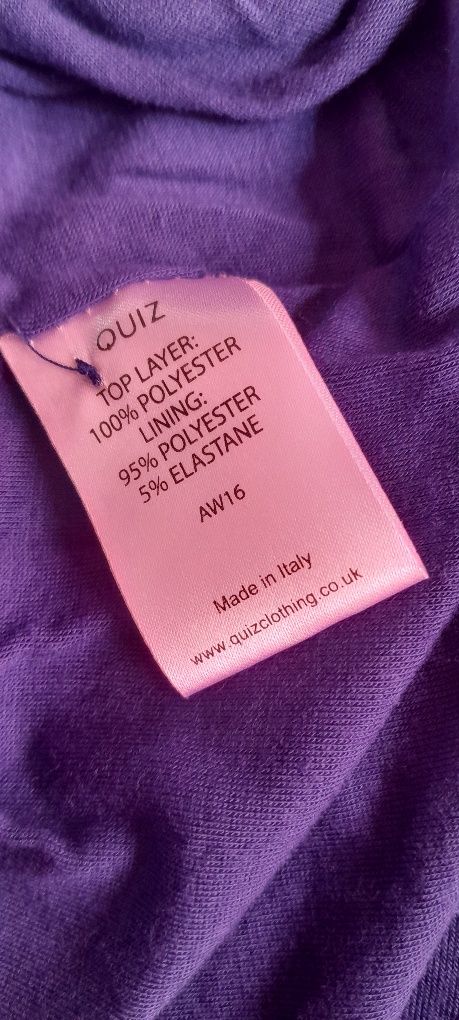 QUIZ
TOP LAYER:
100% POLYESTER
LINING:
95% POLYESTER
5% ELASTANE
AW16
Made in Italy
www.quizclothing.co.uk